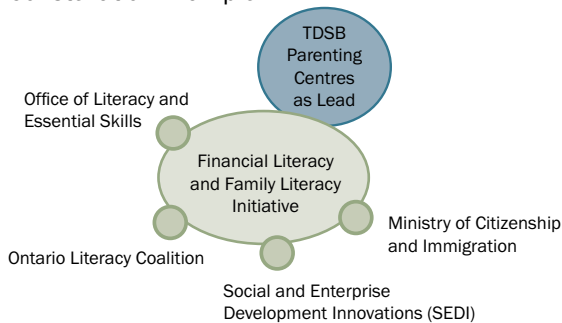 TDSB
Parenting
Centres
as Lead
Office of Literacy and
Essential Skills
Financial Literacy
and Family Literacy
Initiative
Ministry of Citizenship
and Immigration
Ontario Literacy Coalition
Social and Enterprise
Development Innovations (SEDI)